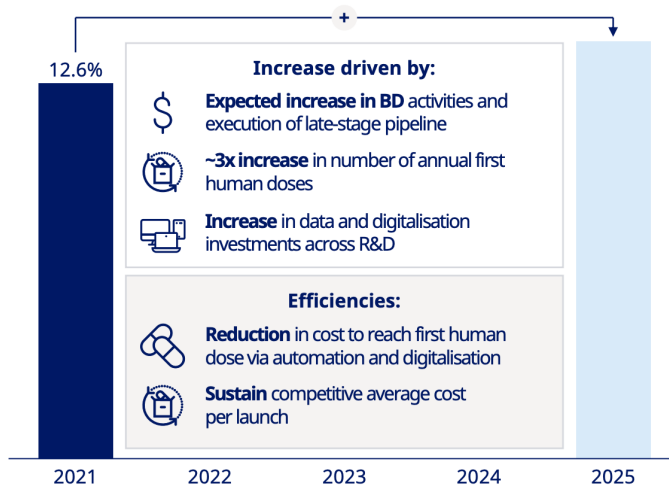 +
12.6%
Increase driven by:
Expected increase in BD activities and
execution of late-stage pipeline
~3x increase in number of annual first
human doses
Increase in data and digitalisation
investments across R&D
Efficiencies:
Reduction in cost to reach first human
dose via automation and digitalisation
Sustain competitive average cost
per launch
2021 2022 2023 2024 2025